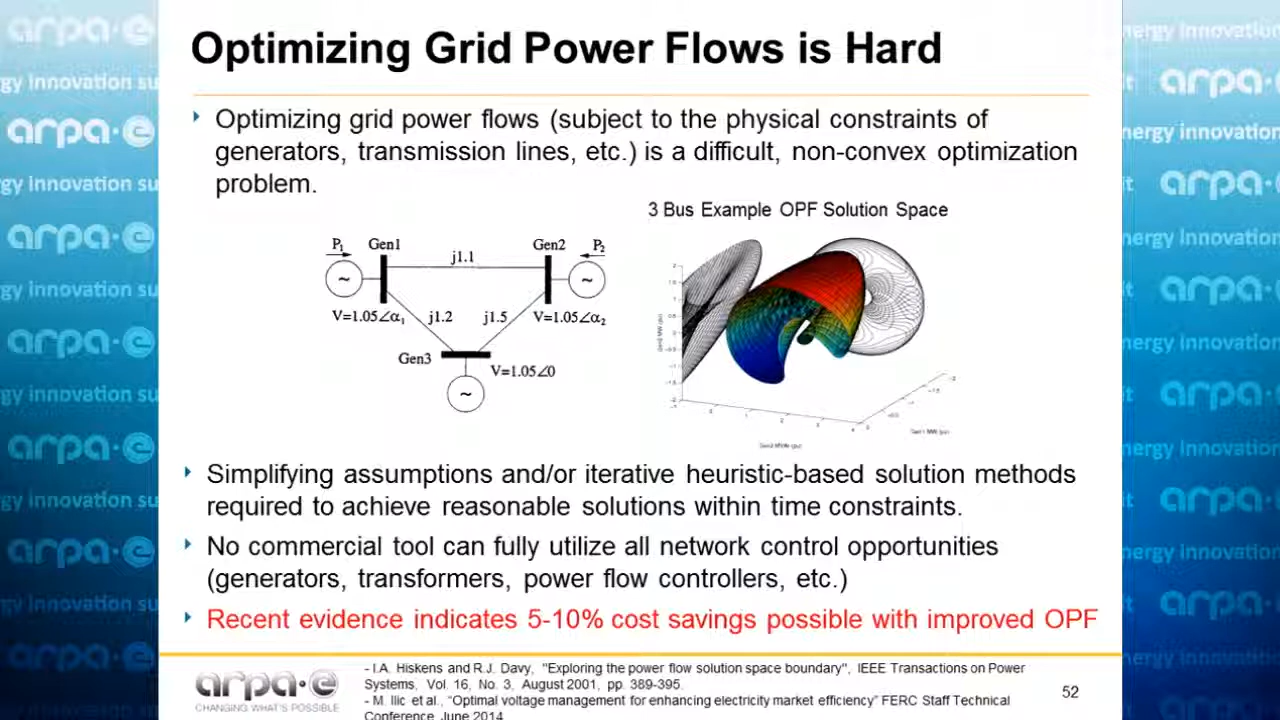 Optimizing Grid Power Flows is Hard
Optimizing grid power flows (subject to the physical constraints of
generators, transmission lines, etc.) is a difficult, non-convex optimization
problem.
3 Bus Example OPF Solution Space
P1 Gen1 Gen2 P2
j1.1
~ ~
V=1.05∠α1 j1.2 j1.5 V=1.05∠α2
Gen3
V=1.05∠0
~
Simplifying assumptions and/or iterative heuristic-based solution methods
required to achieve reasonable solutions within time constraints.
No commercial tool can fully utilize all network control opportunities
(generators, transformers, power flow controllers, etc.)
Recent evidence indicates 5-10% cost savings possible with improved OPF
arpa·e
CHANGING WHAT'S POSSIBLE
- I.A. Hiskens and R.J. Davy, "Exploring the power flow solution space boundary", IEEE Transactions on Power
Systems, Vol. 16, No. 3, August 2001, pp. 389-395.
- M. Ilic et al., "Optimal voltage management for enhancing electricity market efficiency" FERC Staff Technical
Conference June 2014
52